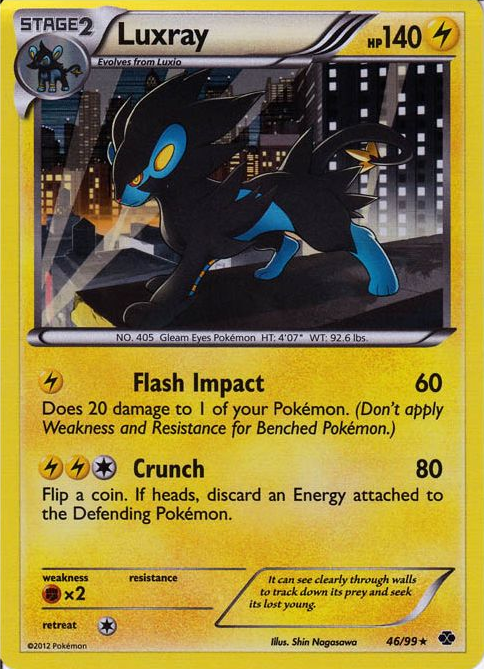 STAGE2
Luxray
HP140
Evolves from Luxio
NO. 405 Gleam Eyes Pokémon HT: 4'07" WT: 92.6 lbs.
Flash Impact 60
Does 20 damage to 1 of your Pokémon. (Don't apply
Weakness and Resistance for Benched Pokémon.)
Crunch 80
Flip a coin. If heads, discard an Energy attached to
the Defending Pokémon.
weakness resistance
×2
It can see clearly through walls
to track down its prey and seek
its lost young.
retreat
Illus. Shin Nagasawa 46/99★
©2012 Pokémon